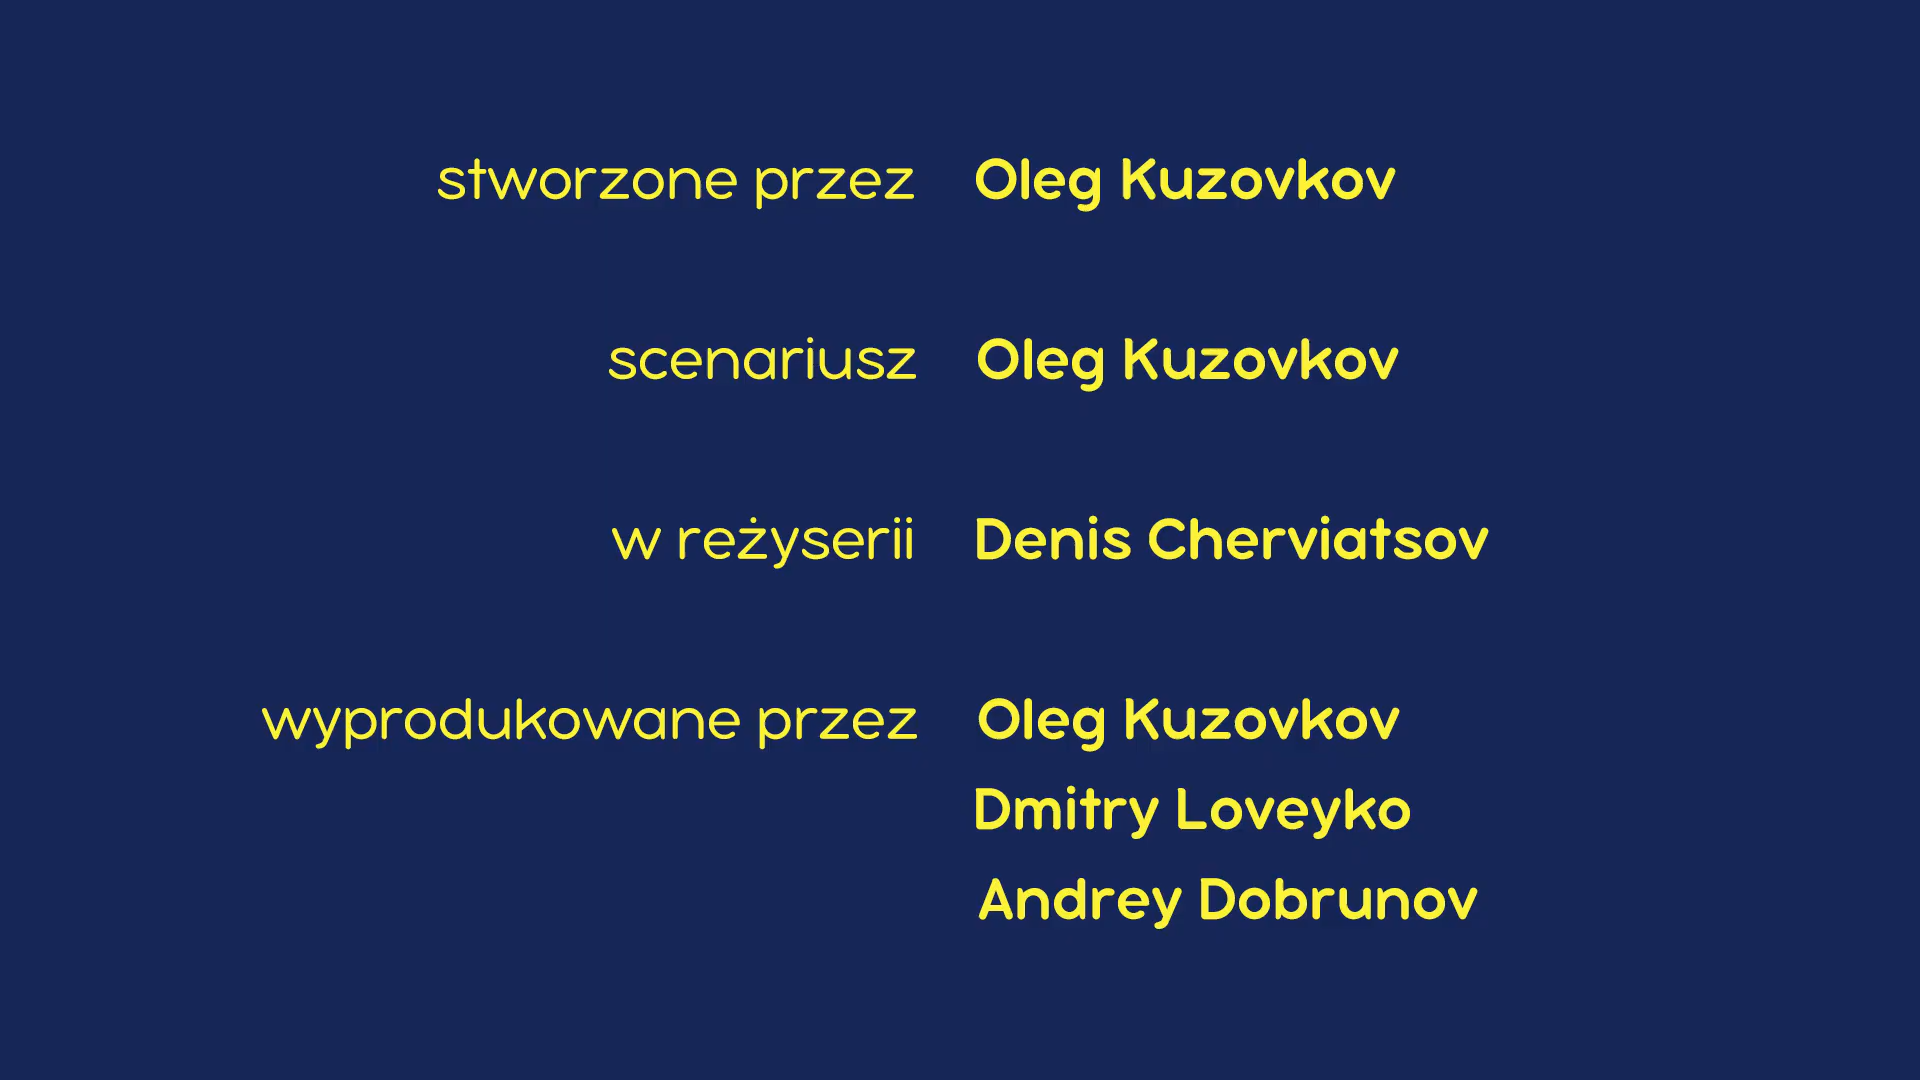 stworzone przez Oleg Kuzovkov
scenariusz Oleg Kuzovkov
w reżyserii Denis Cherviatsov
wyprodukowane przez Oleg Kuzovkov
Dmitry Loveyko
Andrey Dobrunov